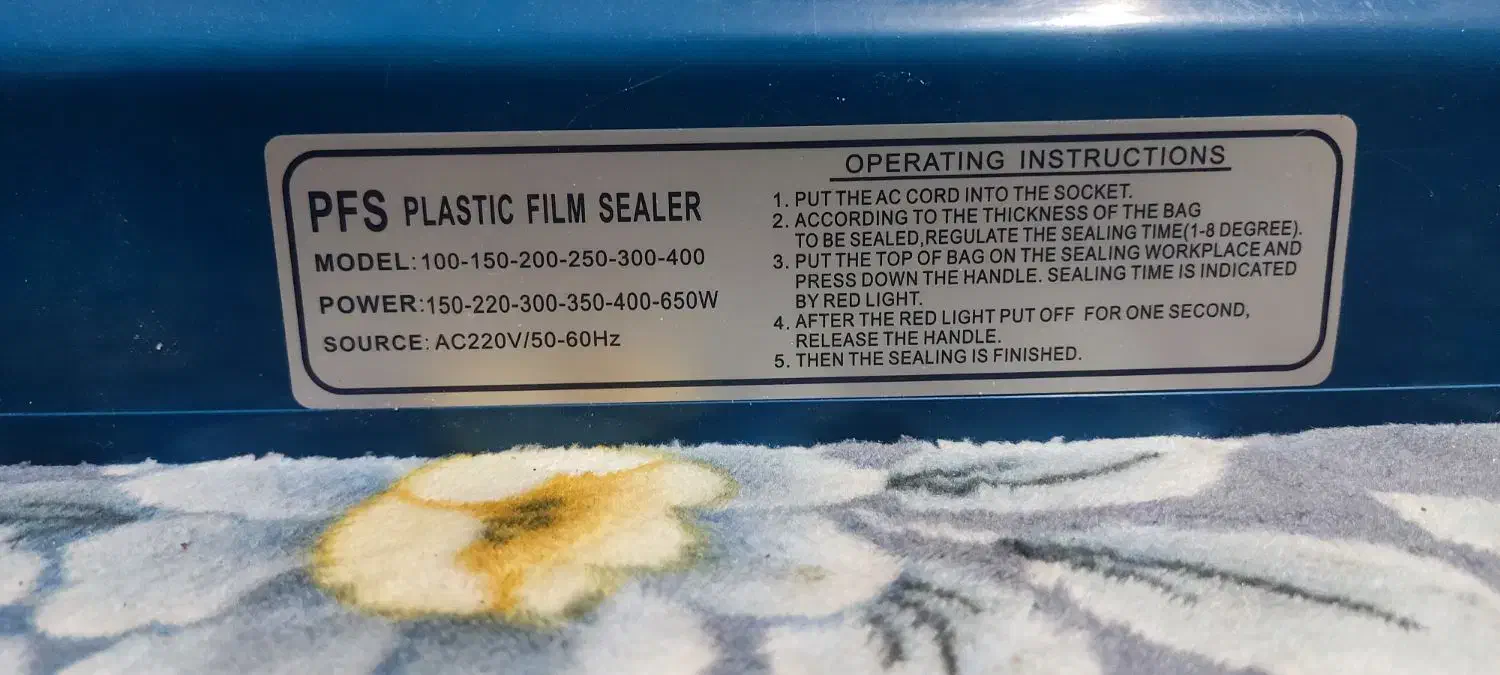 PFS PLASTIC FILM SEALER
MODEL:100-150-200-250-300-400
POWER:150-220-300-350-400-650W
SOURCE: AC220V/50-60Hz
OPERATING INSTRUCTIONS
1. PUT THE AC CORD INTO THE SOCKET.
2. ACCORDING TO THE THICKNESS OF THE BAG
TO BE SEALED,REGULATE THE SEALING TIME(1-8 DEGREE).
3. PUT THE TOP OF BAG ON THE SEALING WORKPLACE AND
PRESS DOWN THE HANDLE. SEALING TIME IS INDICATED
BY RED LIGHT.
4. AFTER THE RED LIGHT PUT OFF FOR ONE SECOND,
RELEASE THE HANDLE.
5. THEN THE SEALING IS FINISHED.